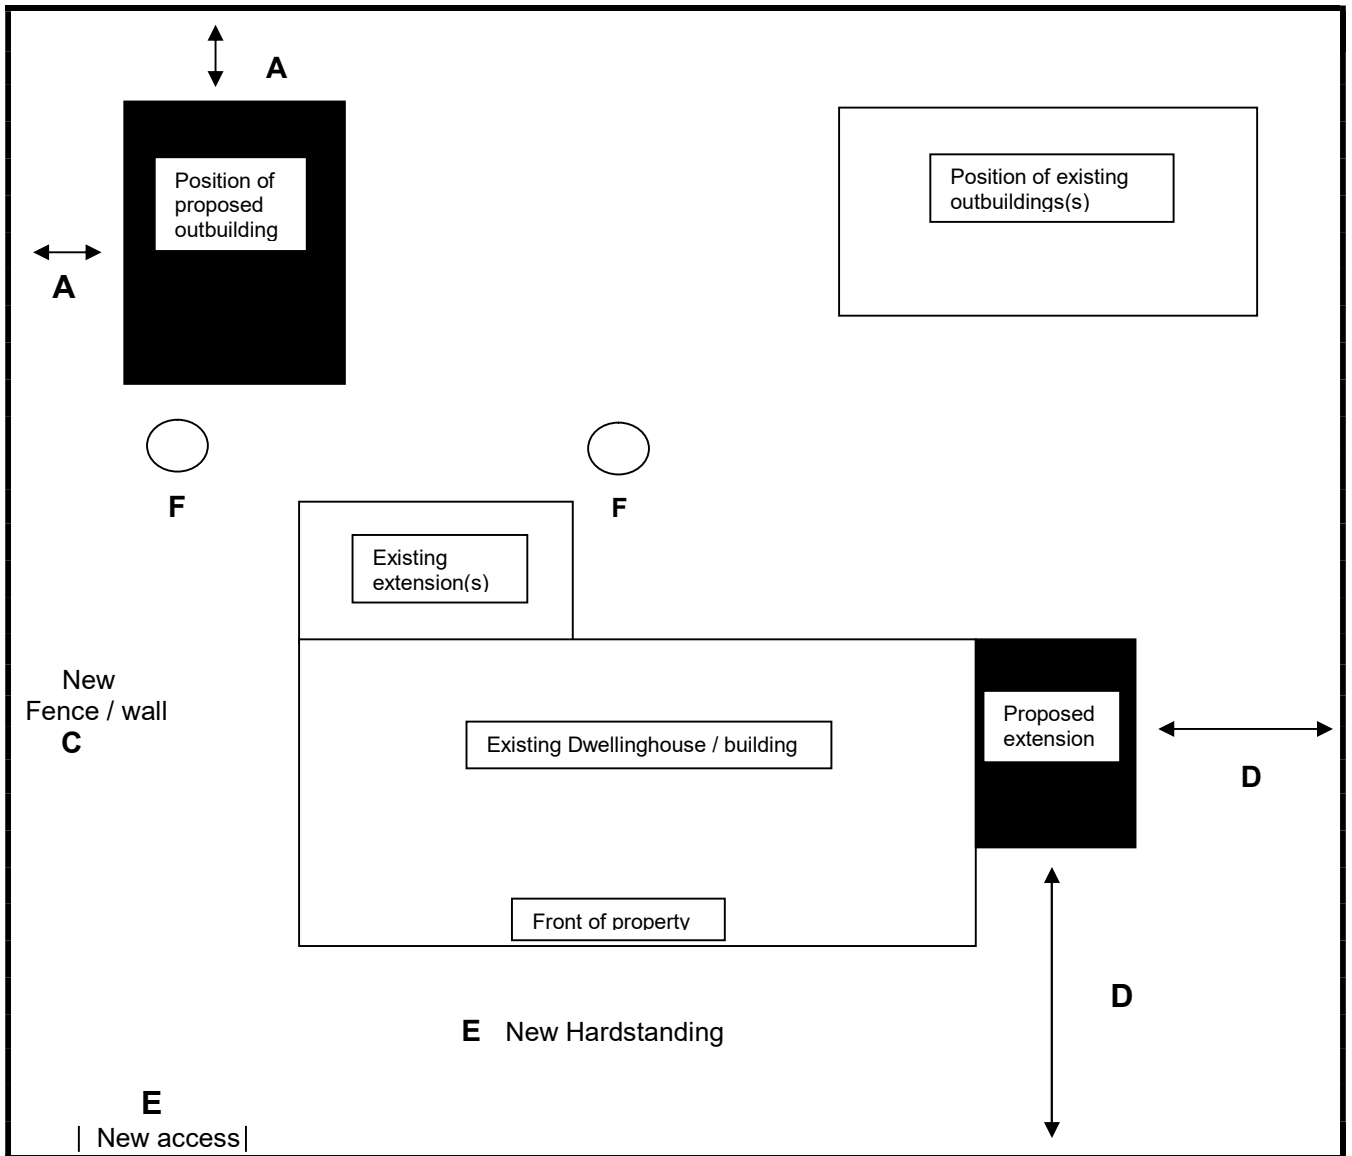 A
Position of
proposed
outbuilding
Position of existing
outbuildings(s)
A
F
F
Existing
extension(s)
New
Fence / wall
C
Existing Dwellinghouse / building
Proposed
extension
D
Front of property
D
E New Hardstanding
E
| New access|